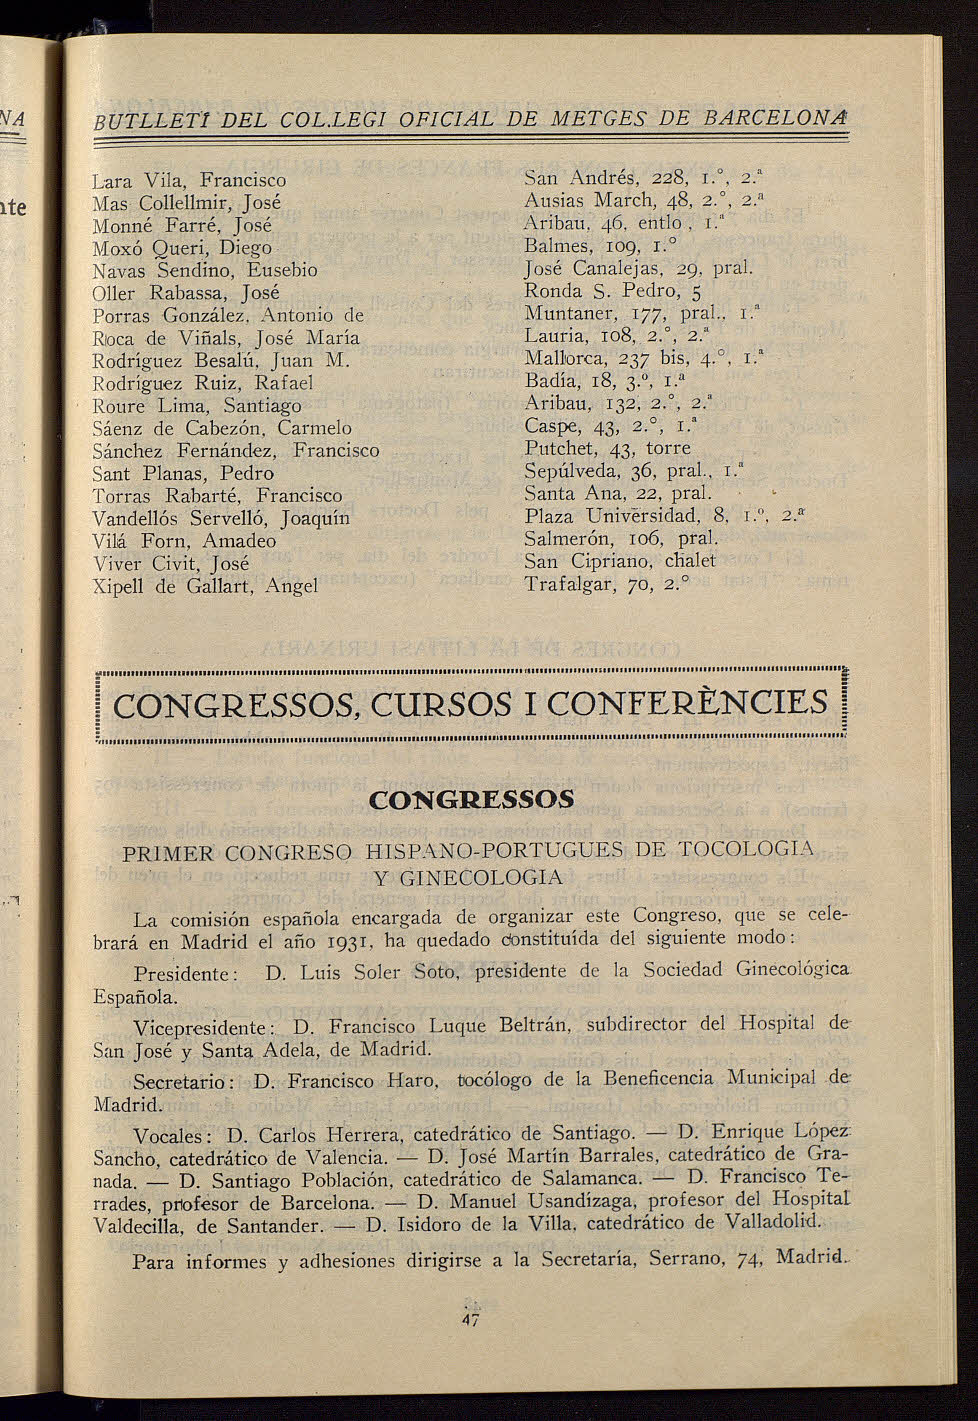 NA
nte
BUTLLETÍ DEL COL.LEGI OFICIAL DE METGES DE BARCELONA
Lara Vila, Francisco San Andrés, 228, 1.°, 2.ª
Mas Collellmir, José Ausias March, 48, 2.°, 2.ª
Monné Farré, José Aribau, 46, entlo , 1.ª
Moxó Queri, Diego Balmes, 109, 1.°
Navas Sendino, Eusebio José Canalejas, 29, pral.
Oller Rabassa, José Ronda S. Pedro, 5
Porras González, Antonio de Muntaner, 177, pral., 1.ª
Roca de Viñals, José María Lauria, 108, 2.°, 2.ª
Rodríguez Besalú, Juan M. Mallorca, 237 bis, 4.°, 1.ª
Rodríguez Ruiz, Rafael Badía, 18, 3.°, 1.ª
Roure Lima, Santiago Aribau, 132, 2.°, 2.ª
Sáenz de Cabezón, Carmelo Caspe, 43, 2.°, 1.ª
Sánchez Fernández, Francisco Putchet, 43, torre
Sant Planas, Pedro Sepúlveda, 36, pral., 1.ª
Torras Rabarté, Francisco Santa Ana, 22, pral.
Vandellós Servelló, Joaquín Plaza Universidad, 8, 1.°, 2.ª
Vilá Forn, Amadeo Salmerón, 106, pral.
Viver Civit, José San Cipriano, chalet
Xipell de Gallart, Angel Trafalgar, 70, 2.°
CONGRESSOS, CURSOS I CONFERÈNCIES
CONGRESSOS
PRIMER CONGRESO HISPANO-PORTUGUES DE TOCOLOGIA
Y GINECOLOGIA
La comisión española encargada de organizar este Congreso, que se cele-
brará en Madrid el año 1931, ha quedado constituída del siguiente modo:
Presidente: D. Luis Soler Soto, presidente de la Sociedad Ginecológica
Española.
Vicepresidente: D. Francisco Luque Beltrán, subdirector del Hospital de
San José y Santa Adela, de Madrid.
Secretario: D. Francisco Haro, tocólogo de la Beneficencia Municipal de
Madrid.
Vocales: D. Carlos Herrera, catedrático de Santiago. — D. Enrique López
Sancho, catedrático de Valencia. — D. José Martín Barrales, catedrático de Gra-
nada. — D. Santiago Población, catedrático de Salamanca. — D. Francisco Te-
rrades, profesor de Barcelona. — D. Manuel Usandízaga, profesor del Hospital
Valdecilla, de Santander. — D. Isidoro de la Villa, catedrático de Valladolid.
Para informes y adhesiones dirigirse a la Secretaría, Serrano, 74, Madrid.
47